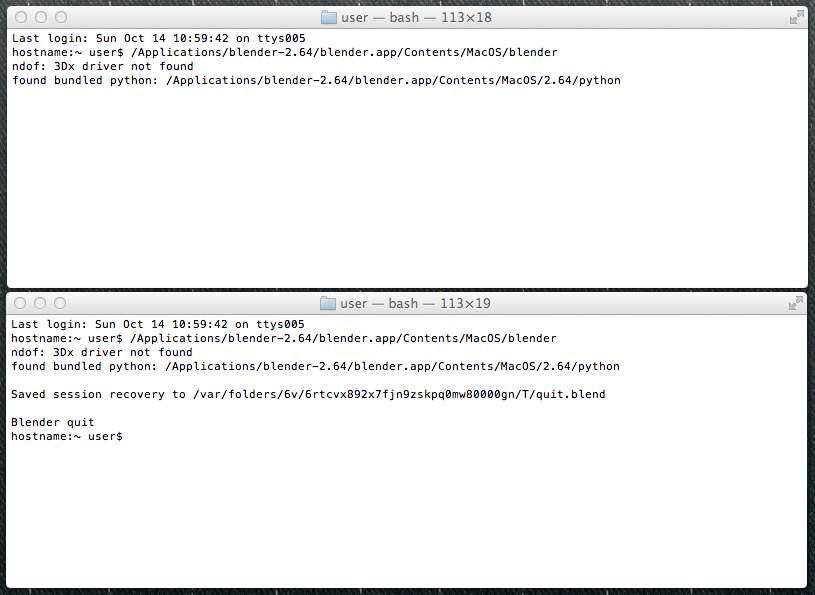 user — bash — 113×18
Last login: Sun Oct 14 10:59:42 on ttys005
hostname:~ user$ /Applications/blender-2.64/blender.app/Contents/MacOS/blender
ndof: 3Dx driver not found
found bundled python: /Applications/blender-2.64/blender.app/Contents/MacOS/2.64/python
user — bash — 113×19
Last login: Sun Oct 14 10:59:42 on ttys005
hostname:~ user$ /Applications/blender-2.64/blender.app/Contents/MacOS/blender
ndof: 3Dx driver not found
found bundled python: /Applications/blender-2.64/blender.app/Contents/MacOS/2.64/python
Saved session recovery to /var/folders/6v/6rtcvx892x7fjn9zskpq0mw80000gn/T/quit.blend
Blender quit
hostname:~ user$